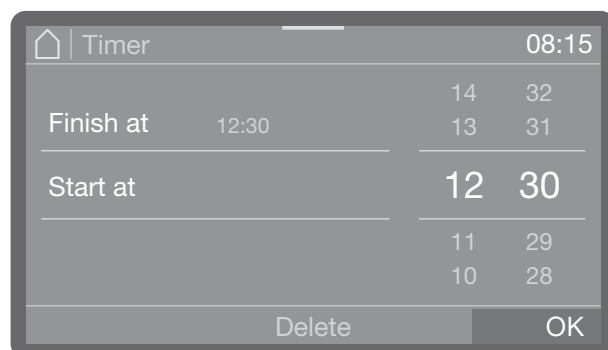 Timer 08:15
14 32
Finish at 12:30 13 31
Start at 12 30
11 29
10 28
Delete OK